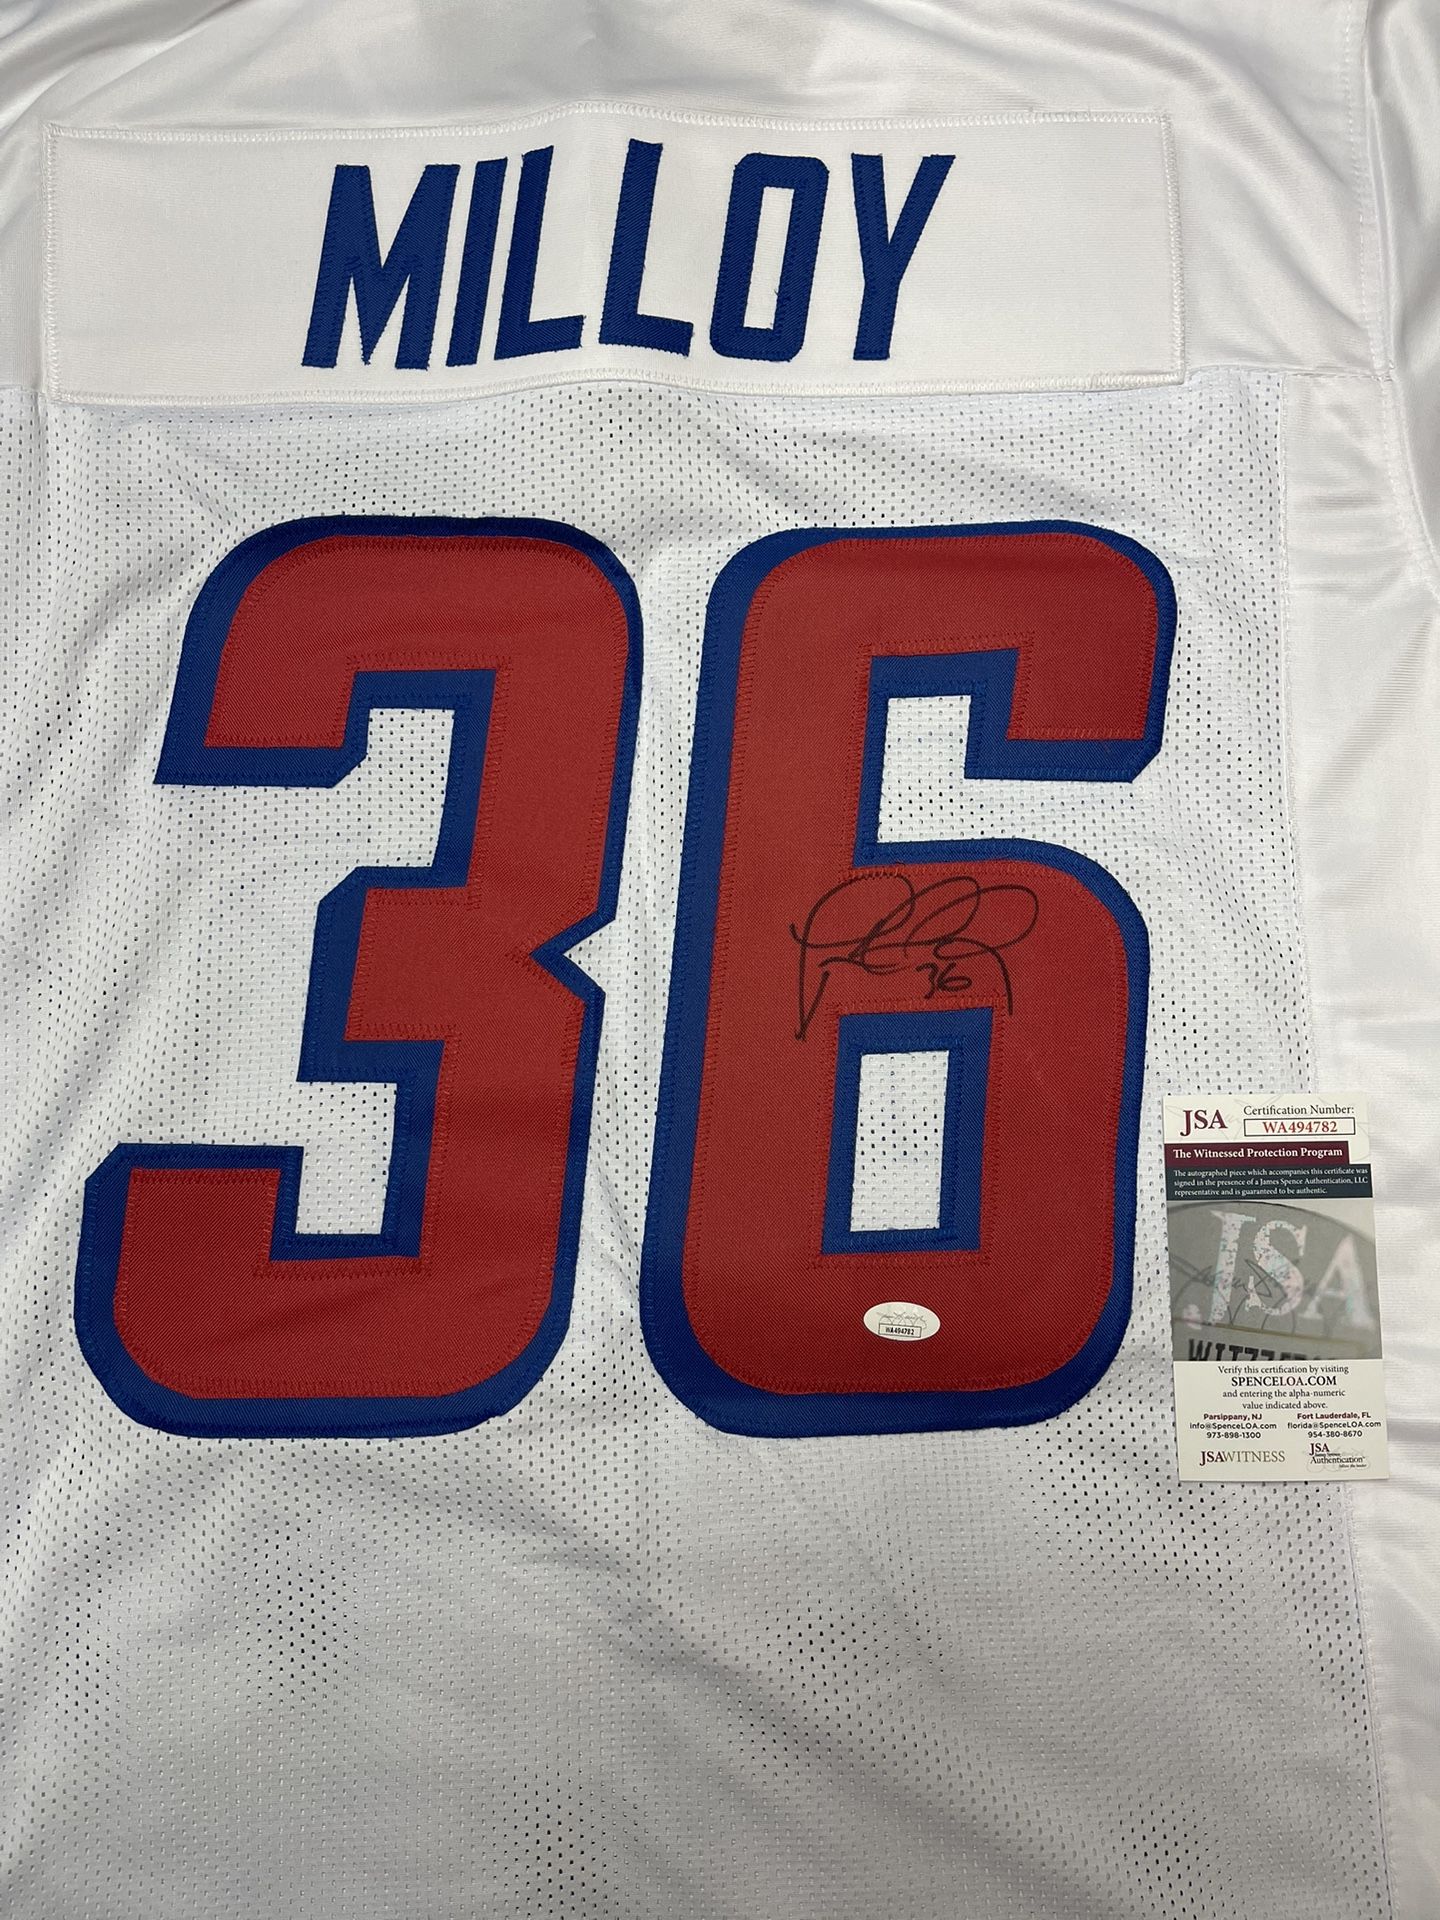 MILLOY
36
36
JSA
Certification Number:
WA494782
The Witnessed Protection Program
The autographed piece which accompanies this certificate was
signed in the presence of a James Spence Authentication, LLC
representative and is guaranteed to be authentic.
JSA
WA494782
Verify this certification by visiting
SPENCELOA.COM
and entering the alpha-numeric
value indicated above.
Parsippany, NJ
info@SpenceLOA.com
973-898-1300
Fort Lauderdale, FL
florida@SpenceLOA.com
954-380-8670
JSAWITNESS
JSA
Authentication